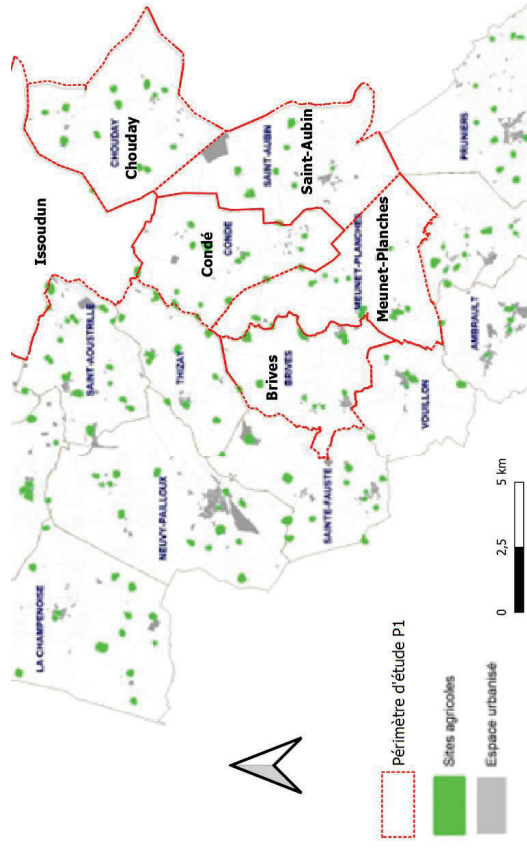 Issoudun
CHOUDAY
Chouday
SAINT-AOUSTRILLE
LA CHAMPENOISE
CONDÉ
Condé
SAINT-AUBIN
Saint-Aubin
THIZAY
NEUVY-PAILLOUX
Brives
BRIVES
MEUNET-PLANCHES
Meunet-Planches
PRUNIERS
SAINTE-FAUSTE
VOUILLON
AMBRAULT
0 2,5 5 km
Périmètre d'étude P1
Sites agricoles
Espace urbanisé